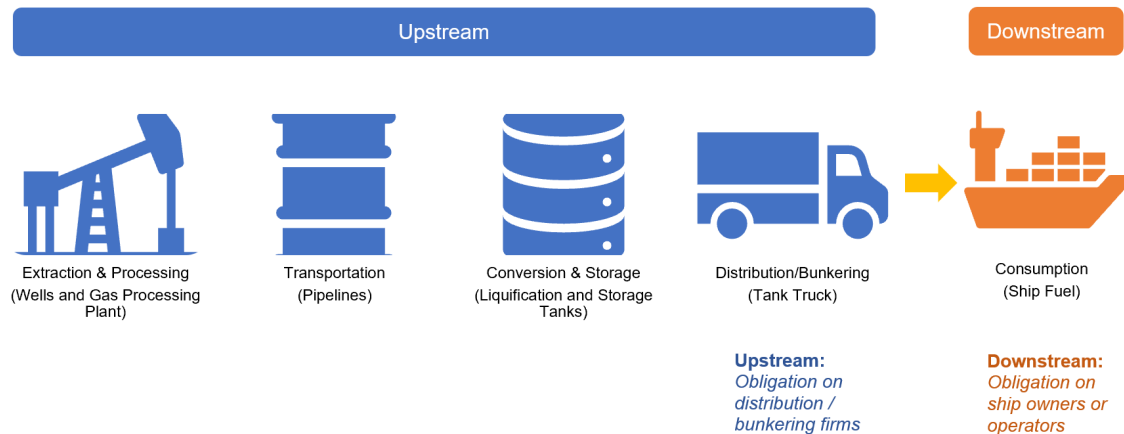 Upstream
Downstream
Extraction & Processing
(Wells and Gas Processing
Plant)
Transportation
(Pipelines)
Conversion & Storage
(Liquification and Storage
Tanks)
Distribution/Bunkering
(Tank Truck)
Consumption
(Ship Fuel)
Upstream:
Obligation on
distribution /
bunkering firms
Downstream:
Obligation on
ship owners or
operators